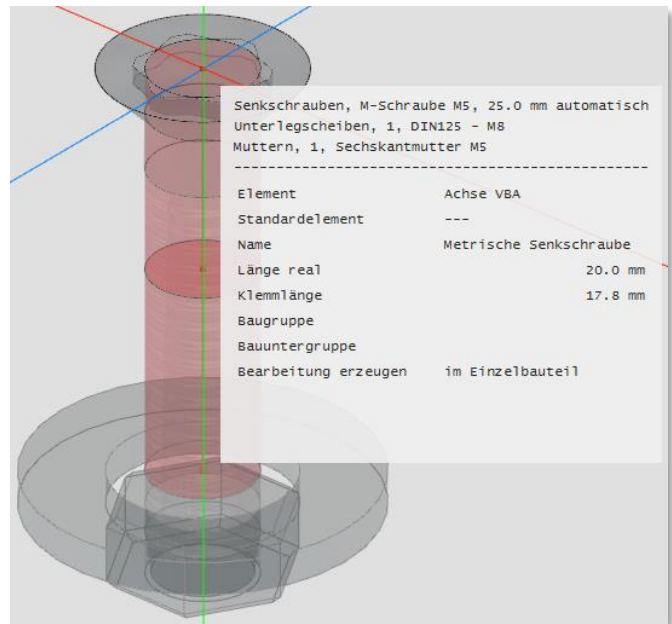 Senkschrauben, M-Schraube M5, 25.0 mm automatisch
Unterlegscheiben, 1, DIN125 - M8
Muttern, 1, Sechskantmutter M5
------------------------------------------------
Element Achse VBA
Standardelement ---
Name Metrische Senkschraube
Länge real 20.0 mm
Klemmlänge 17.8 mm
Baugruppe
Bauuntergruppe
Bearbeitung erzeugen im Einzelbauteil